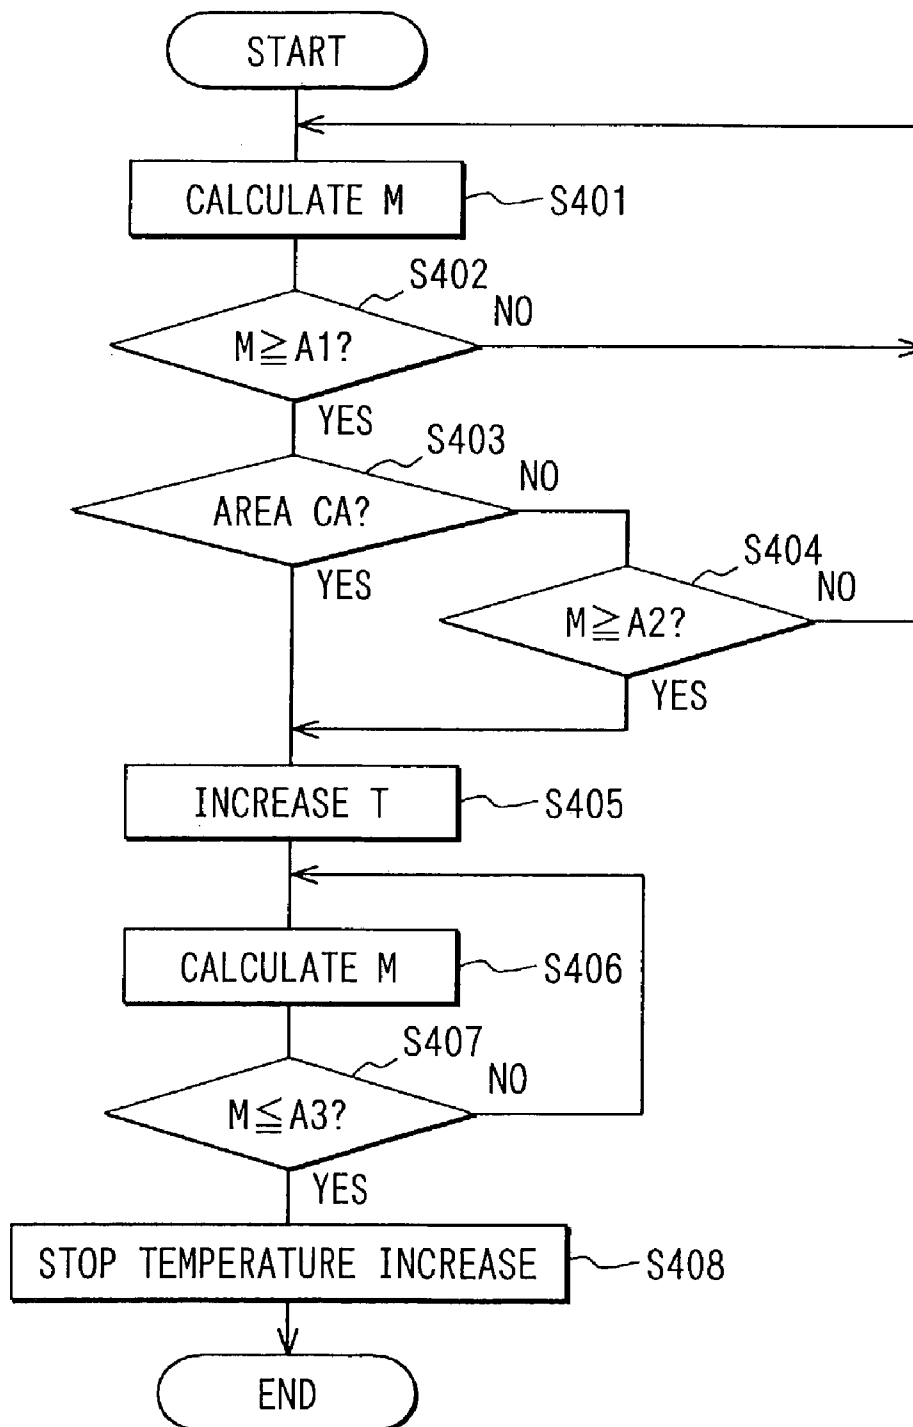 START
CALCULATE M
S401
S402
M≧A1?
NO
YES
S403
AREA CA?
NO
YES
S404
M≧A2?
NO
YES
INCREASE T
S405
CALCULATE M
S406
S407
M≦A3?
NO
YES
STOP TEMPERATURE INCREASE
S408
END